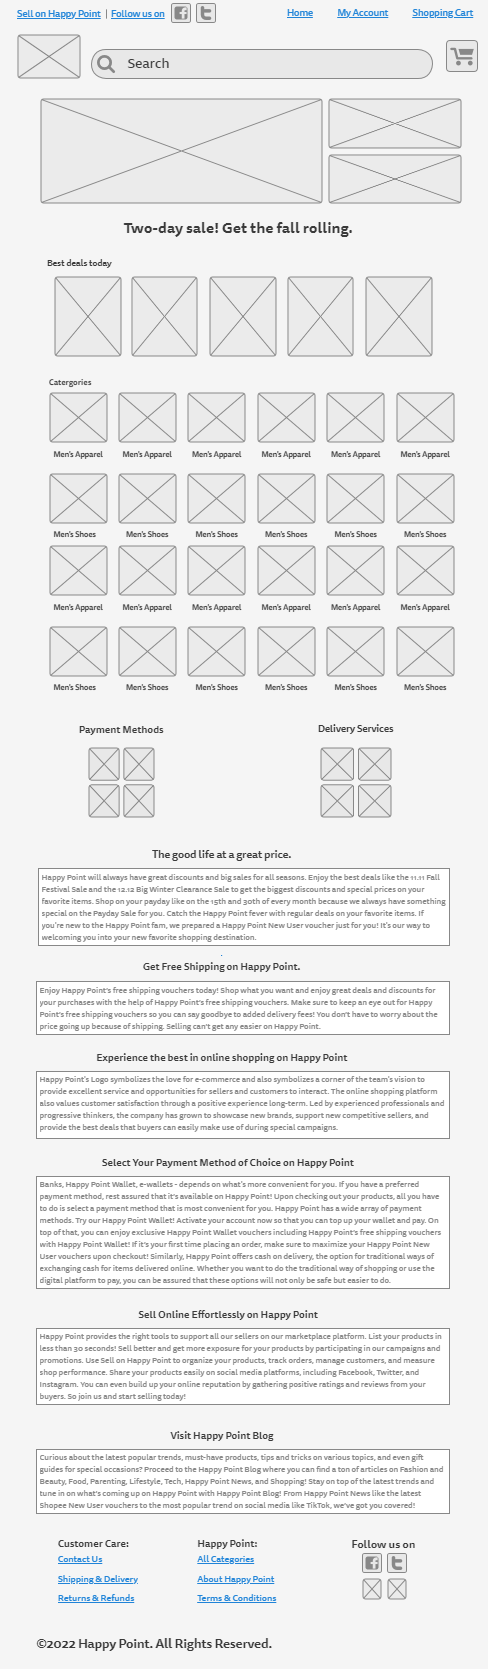 Sell on Happy Point | Follow us on
Home My Account Shopping Cart
Search
Two-day sale! Get the fall rolling.
Best deals today
Catergories
Men's Apparel Men's Apparel Men's Apparel Men's Apparel Men's Apparel Men's Apparel
Men's Shoes Men's Shoes Men's Shoes Men's Shoes Men's Shoes Men's Shoes
Men's Apparel Men's Apparel Men's Apparel Men's Apparel Men's Apparel Men's Apparel
Men's Shoes Men's Shoes Men's Shoes Men's Shoes Men's Shoes Men's Shoes
Payment Methods Delivery Services
The good life at a great price.
Happy Point will always have great discounts and big sales for all seasons. Enjoy the best deals like the 11.11 Fall
Festival Sale and the 12.12 Big Winter Clearance Sale to get the biggest discounts and special prices on your
favorite items. Shop on your payday like on the 15th and 30th of every month because we always have something
special on the Payday Sale for you. Catch the Happy Point fever with regular deals on your favorite items. If
you're new to the Happy Point fam, we prepared a Happy Point New User voucher just for you! It's our way to
welcoming you into your new favorite shopping destination.
.
Get Free Shipping on Happy Point.
Enjoy Happy Point's free shipping vouchers today! Shop what you want and enjoy great deals and discounts for
your purchases with the help of Happy Point's free shipping vouchers. Make sure to keep an eye out for Happy
Point's free shipping vouchers so you can say goodbye to added delivery fees! You don't have to worry about the
price going up because of shipping. Selling can't get any easier on Happy Point.
Experience the best in online shopping on Happy Point
Happy Point's Logo symbolizes the love for e-commerce and also symbolizes a corner of the team's vision to
provide excellent service and opportunities for sellers and customers to interact. The online shopping platform
also values customer satisfaction through a positive experience long-term. Led by experienced professionals and
progressive thinkers, the company has grown to showcase new brands, support new competitive sellers, and
provide the best deals that buyers can easily make use of during special campaigns.
Select Your Payment Method of Choice on Happy Point
Banks, Happy Point Wallet, e-wallets - depends on what's more convenient for you. If you have a preferred
payment method, rest assured that it's available on Happy Point! Upon checking out your products, all you have
to do is select a payment method that is most convenient for you. Happy Point has a wide array of payment
methods. Try our Happy Point Wallet! Activate your account now so that you can top up your wallet and pay. On
top of that, you can enjoy exclusive Happy Point Wallet vouchers including Happy Point's free shipping vouchers
with Happy Point Wallet! If it's your first time placing an order, make sure to maximize your Happy Point New
User vouchers upon checkout! Similarly, Happy Point offers cash on delivery, the option for traditional ways of
exchanging cash for items delivered online. Whether you want to do the traditional way of shopping or use the
digital platform to pay, you can be assured that these options will not only be safe but easier to do.
Sell Online Effortlessly on Happy Point
Happy Point provides the right tools to support all our sellers on our marketplace platform. List your products in
less than 30 seconds! Sell better and get more exposure for your products by participating in our campaigns and
promotions. Use Sell on Happy Point to organize your products, track orders, manage customers, and measure
shop performance. Share your products easily on social media platforms, including Facebook, Twitter, and
Instagram. You can even build up your online reputation by gathering positive ratings and reviews from your
buyers. So join us and start selling today!
Visit Happy Point Blog
Curious about the latest popular trends, must-have products, tips and tricks on various topics, and even gift
guides for special occasions? Proceed to the Happy Point Blog where you can find a ton of articles on Fashion and
Beauty, Food, Parenting, Lifestyle, Tech, Happy Point News, and Shopping! Stay on top of the latest trends and
tune in on what's coming up on Happy Point with Happy Point Blog! From Happy Point News like the latest
Shopee New User vouchers to the most popular trend on social media like TikTok, we've got you covered!
Customer Care: Happy Point: Follow us on
Contact Us All Categories
Shipping & Delivery About Happy Point
Returns & Refunds Terms & Conditions
©2022 Happy Point. All Rights Reserved.